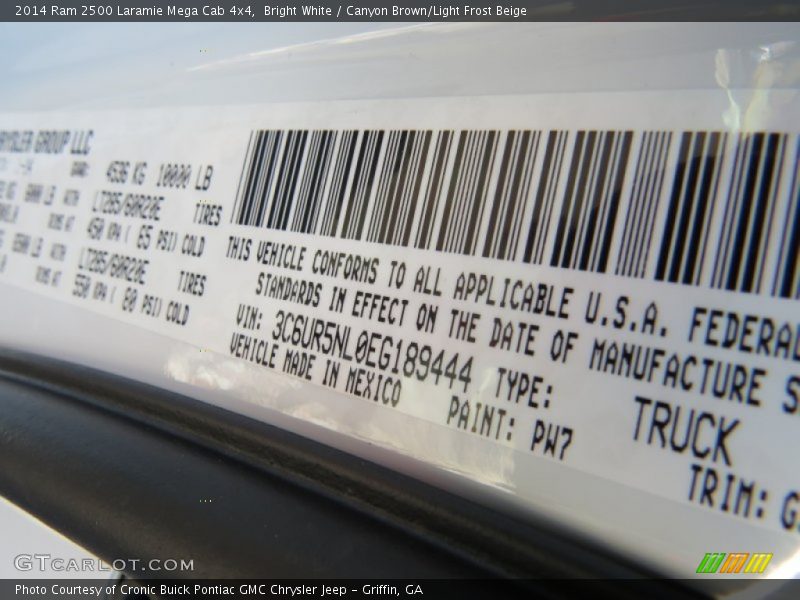 2014 Ram 2500 Laramie Mega Cab 4x4,  Bright White / Canyon Brown/Light Frost Beige
GROUP LLC
4536 KG 10000 LB
LT285/60R20E TIRES
450 KPA ( 65 PSI) COLD
LT285/60R20E TIRES
550 KPA ( 80 PSI) COLD
THIS VEHICLE CONFORMS TO ALL APPLICABLE U.S.A. FEDERAL
STANDARDS IN EFFECT ON THE DATE OF MANUFACTURE S
VIN: 3C6UR5NL0EG189444 TYPE: TRUCK
VEHICLE MADE IN MEXICO PAINT: PW7 TRIM:
GTCARLOT.COM
Photo Courtesy of Cronic Buick Pontiac GMC Chrysler Jeep - Griffin, GA